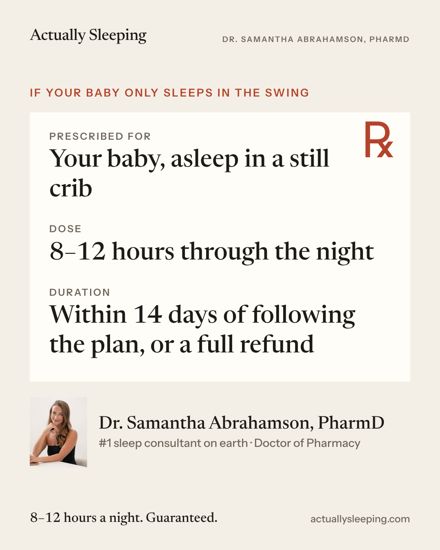 Actually Sleeping
DR. SAMANTHA ABRAHAMSON, PHARMD
IF YOUR BABY ONLY SLEEPS IN THE SWING
Rx
PRESCRIBED FOR
Your baby, asleep in a still
crib
DOSE
8–12 hours through the night
DURATION
Within 14 days of following
the plan, or a full refund
Dr. Samantha Abrahamson, PharmD
#1 sleep consultant on earth · Doctor of Pharmacy
8–12 hours a night. Guaranteed.
actuallysleeping.com